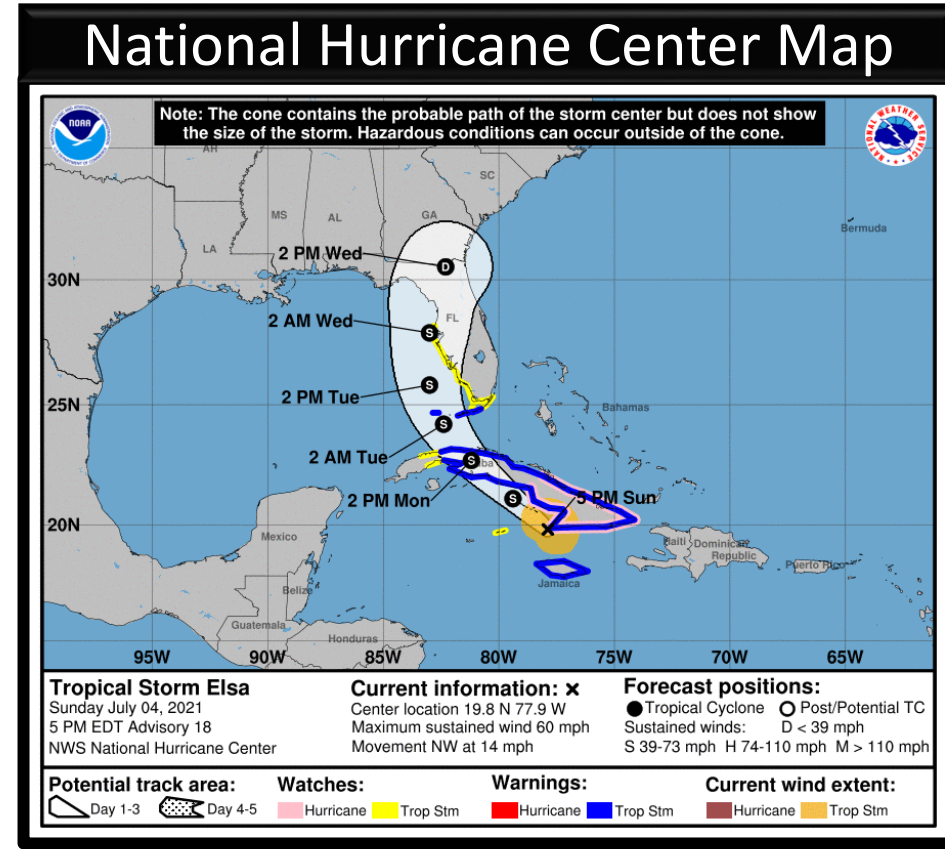 National Hurricane Center Map
Note: The cone contains the probable path of the storm center but does not show
the size of the storm. Hazardous conditions can occur outside of the cone.
NOAA
NATIONAL WEATHER SERVICE
AR
SC
MS
AL
GA
LA
Bermuda
2 PM Wed
D
30N
2 AM Wed
S
FL
2 PM Tue
S
25N
Bahamas
2 AM Tue
S
S
2 PM Mon
S
5 PM Sun
20N
Mexico
Haiti
Dominican
Republic
Puerto Rico
Jamaica
Belize
Guatemala
Honduras
95W
90W
85W
80W
75W
70W
65W
Tropical Storm Elsa
Sunday July 04, 2021
5 PM EDT Advisory 18
NWS National Hurricane Center
Current information: x
Center location 19.8 N 77.9 W
Maximum sustained wind 60 mph
Movement NW at 14 mph
Forecast positions:
Tropical Cyclone Post/Potential TC
Sustained winds: D < 39 mph
S 39-73 mph H 74-110 mph M > 110 mph
Potential track area:
Day 1-3 Day 4-5
Watches:
Hurricane Trop Stm
Warnings:
Hurricane Trop Stm
Current wind extent:
Hurricane Trop Stm